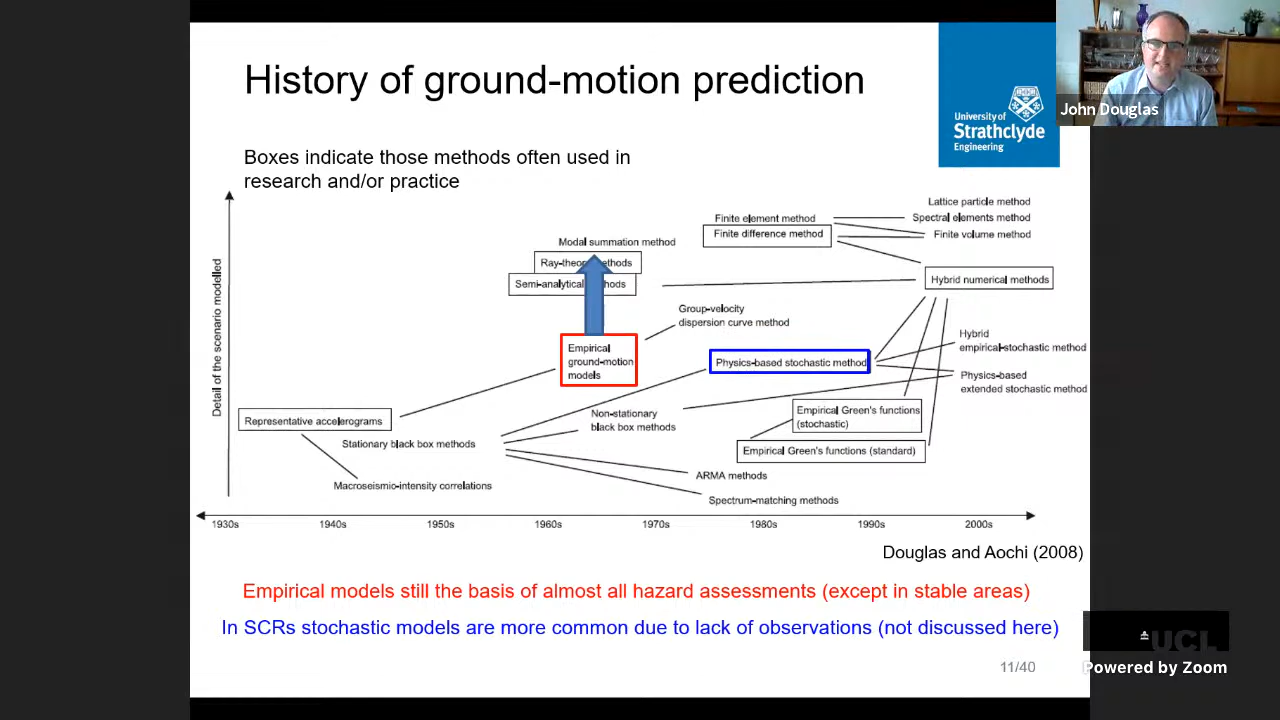 History of ground-motion prediction
University of
Strathclyde
Engineering
John Douglas
Boxes indicate those methods often used in
research and/or practice
Detail of the scenario modelled
Lattice particle method
Finite element method
Spectral elements method
Finite difference method
Finite volume method
Modal summation method
Ray-theory methods
Semi-analytical methods
Hybrid numerical methods
Group-velocity
dispersion curve method
Hybrid
empirical-stochastic method
Empirical
ground-motion
models
Physics-based stochastic method
Physics-based
extended stochastic method
Representative accelerograms
Non-stationary
black box methods
Empirical Green's functions
(stochastic)
Stationary black box methods
Empirical Green's functions (standard)
Macroseismic-intensity correlations
ARMA methods
Spectrum-matching methods
1930s 1940s 1950s 1960s 1970s 1980s 1990s 2000s
Douglas and Aochi (2008)
Empirical models still the basis of almost all hazard assessments (except in stable areas)
In SCRs stochastic models are more common due to lack of observations (not discussed here)
11/40
UCL
Powered by Zoom